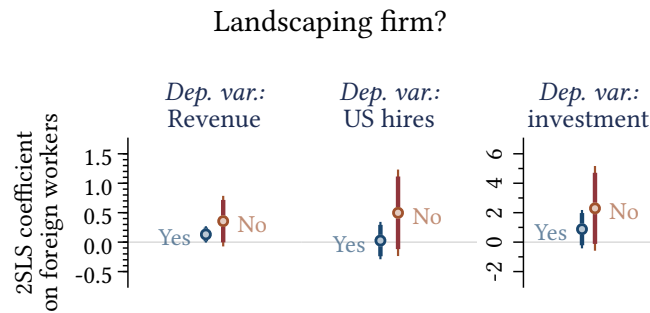 Landscaping firm?
Dep. var.:
Revenue
Dep. var.:
US hires
Dep. var.:
investment
2SLS coefficient
on foreign workers
1.5
1.0
0.5
0.0
-0.5
Yes
No
Yes
No
6
4
2
0
-2
Yes
No